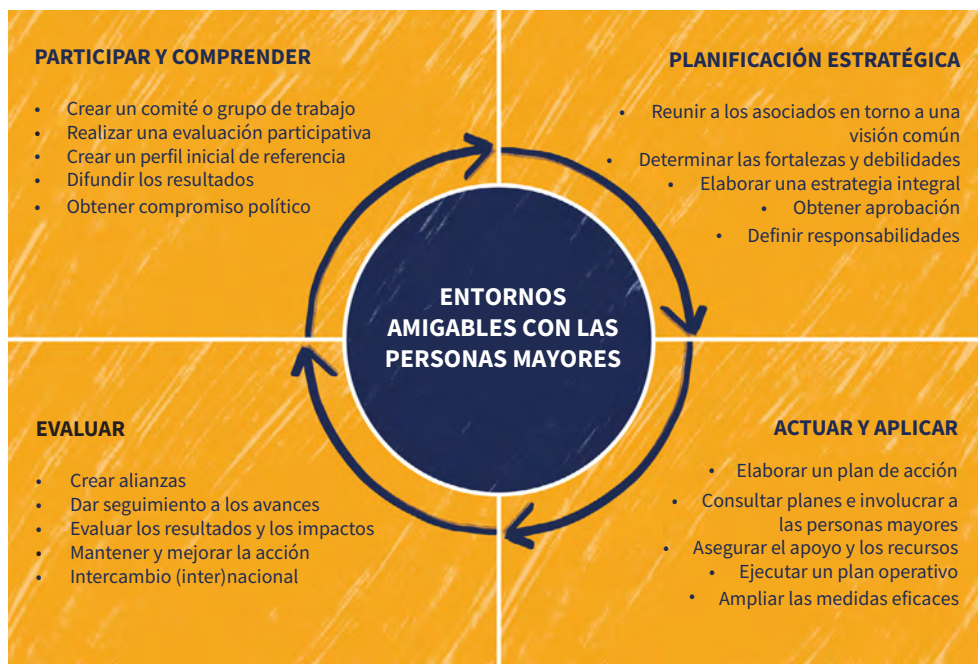 PARTICIPAR Y COMPRENDER
• Crear un comité o grupo de trabajo
• Realizar una evaluación participativa
• Crear un perfil inicial de referencia
• Difundir los resultados
• Obtener compromiso político
PLANIFICACIÓN ESTRATÉGICA
• Reunir a los asociados en torno a una
visión común
• Determinar las fortalezas y debilidades
• Elaborar una estrategia integral
• Obtener aprobación
• Definir responsabilidades
ENTORNOS
AMIGABLES CON LAS
PERSONAS MAYORES
EVALUAR
• Crear alianzas
• Dar seguimiento a los avances
• Evaluar los resultados y los impactos
• Mantener y mejorar la acción
• Intercambio (inter)nacional
ACTUAR Y APLICAR
• Elaborar un plan de acción
• Consultar planes e involucrar a
las personas mayores
• Asegurar el apoyo y los recursos
• Ejecutar un plan operativo
• Ampliar las medidas eficaces